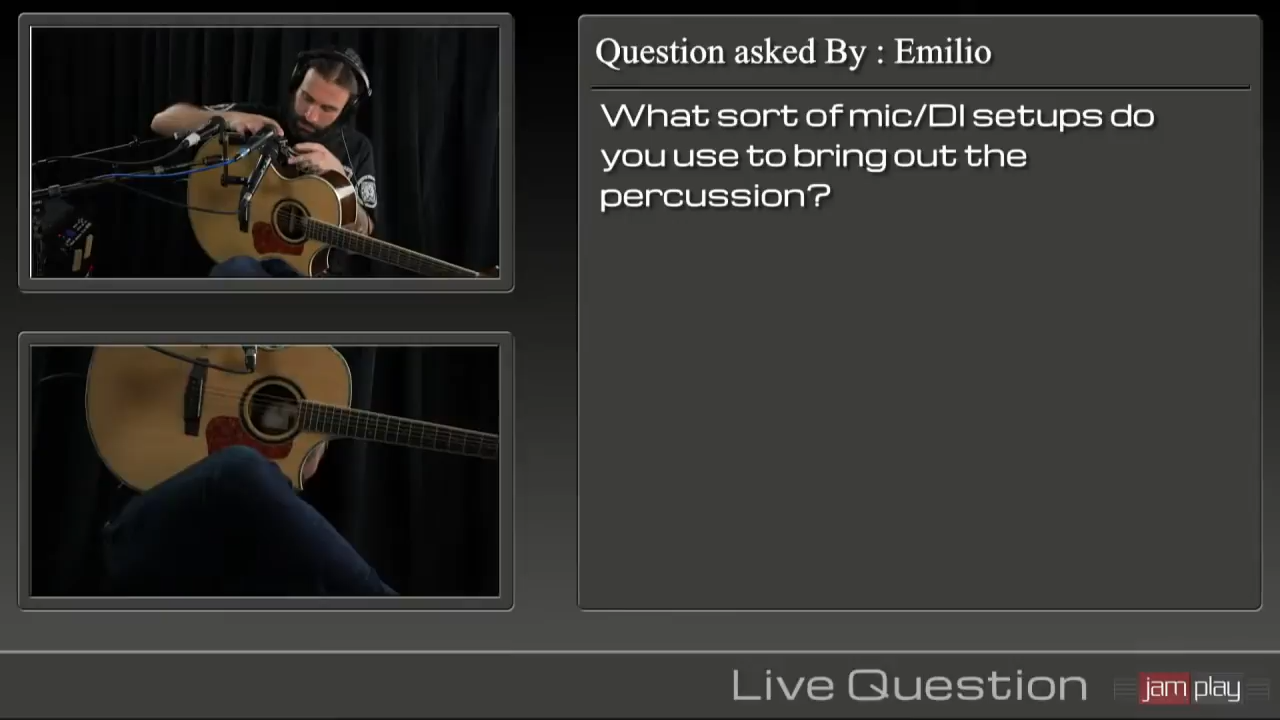 Question asked By : Emilio
What sort of mic/DI setups do
you use to bring out the
percussion?
Live Question
jam play